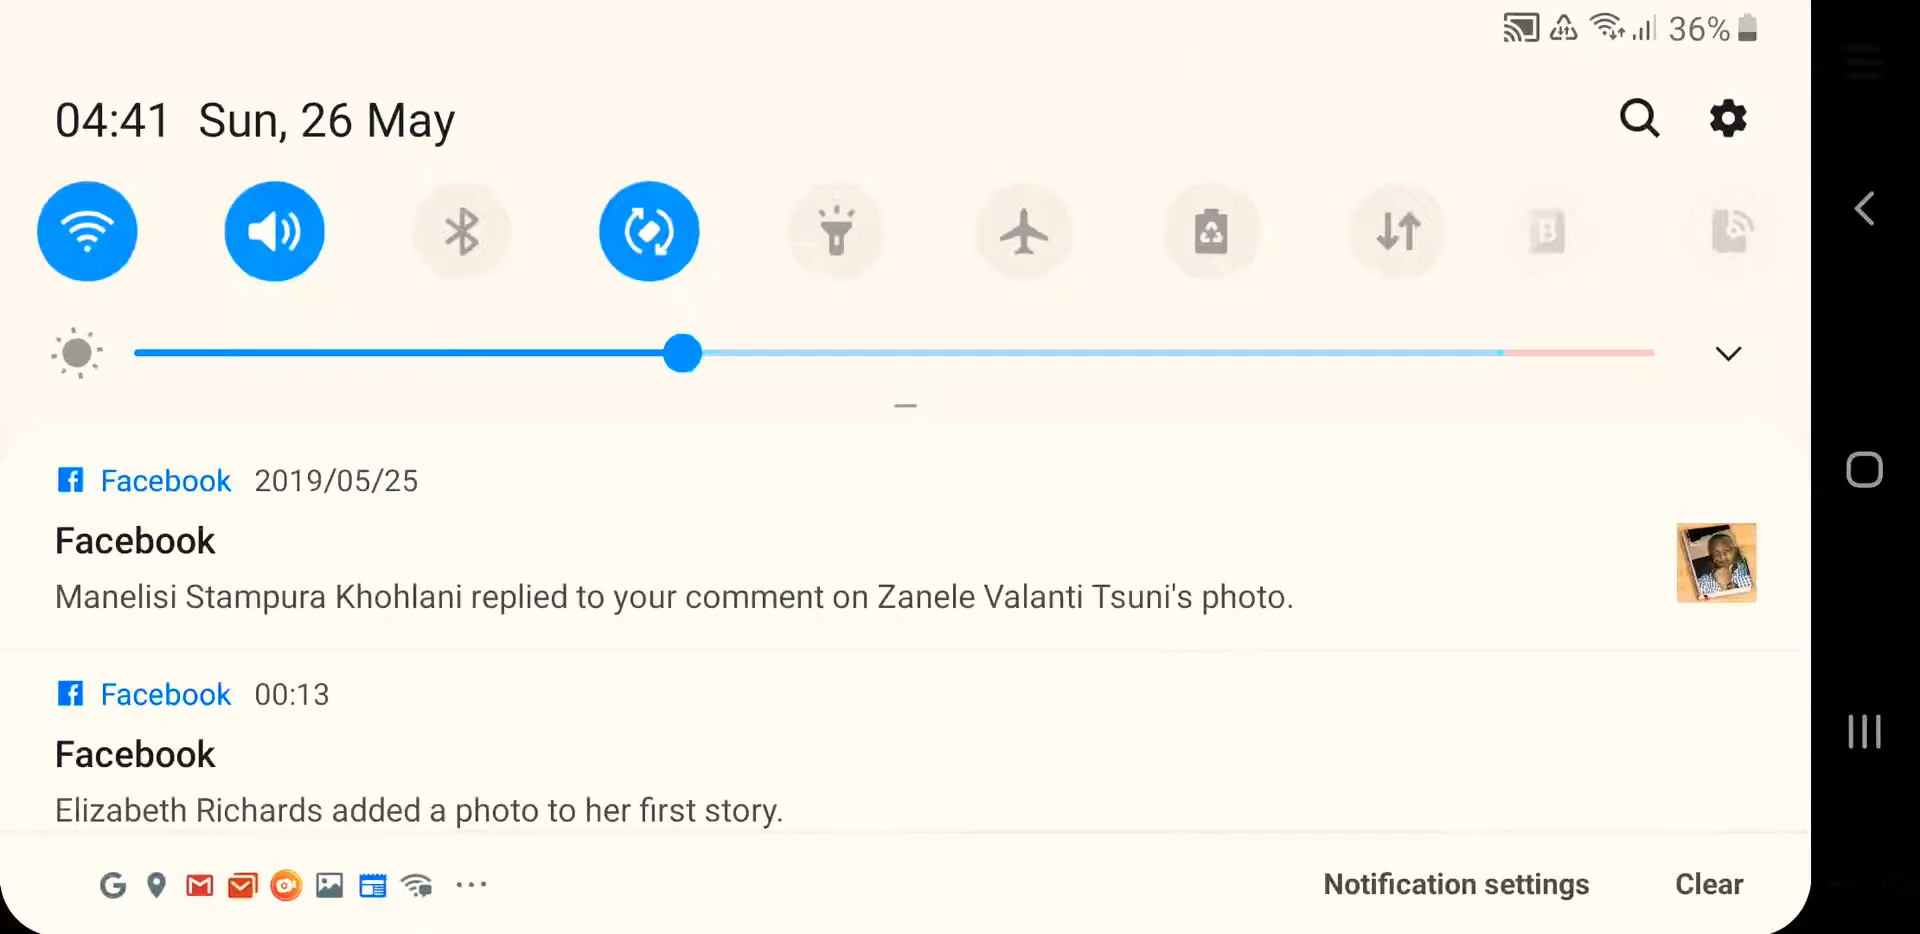 36%
04:41 Sun, 26 May
Facebook 2019/05/25
Facebook
Manelisi Stampura Khohlani replied to your comment on Zanele Valanti Tsuni's photo.
Facebook 00:13
Facebook
Elizabeth Richards added a photo to her first story.
Notification settings Clear